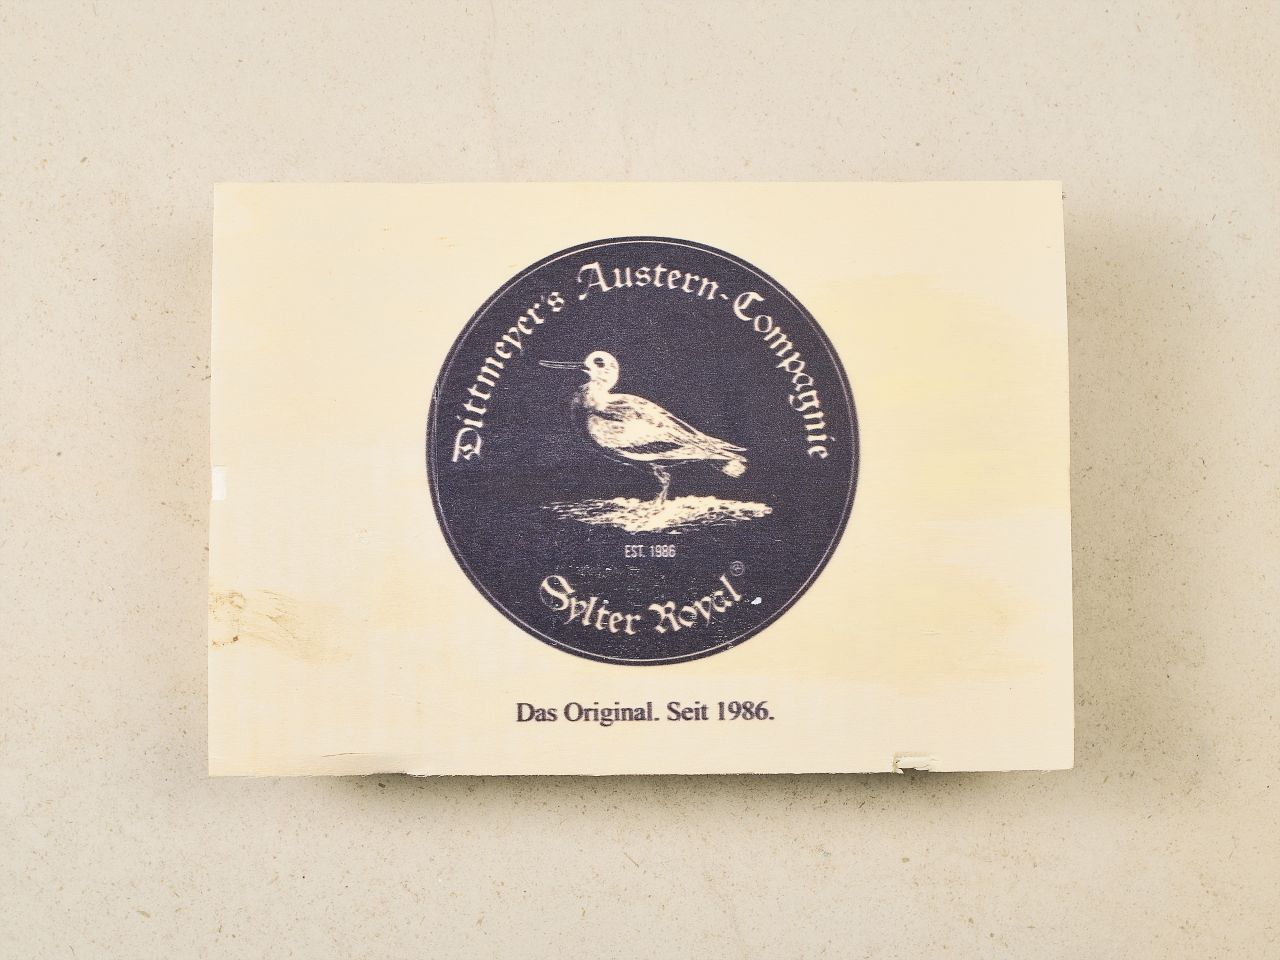 Dittmeyer's Austern-Compagnie
EST. 1986
Sylter Royal®
Das Original. Seit 1986.